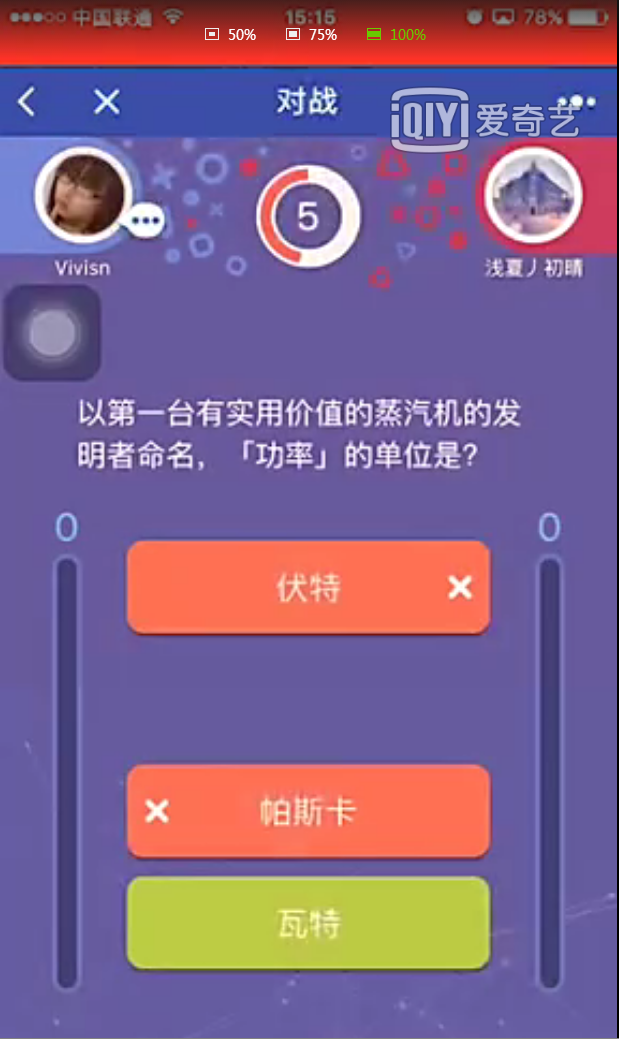 中国联通 15:15 78%
50% 75% 100%
对战
iQIYI 爱奇艺
5
Vivisn 浅夏丿初晴
以第一台有实用价值的蒸汽机的发
明者命名，「功率」的单位是?
0 0
伏特
帕斯卡
瓦特